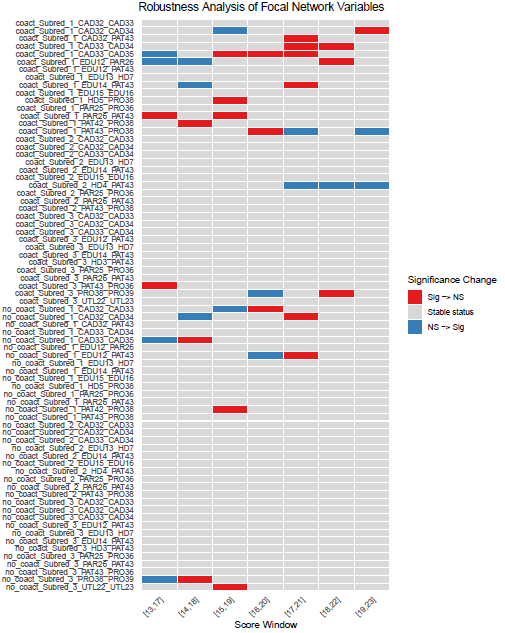 Robustness Analysis of Focal Network Variables
coact_Subred_1_CAD32_CAD33
coact_Subred_1_CAD32_CAD34
coact_Subred_1_CAD32_PAT43
coact_Subred_1_CAD33_CAD34
coact_Subred_1_CAD33_CAD35
coact_Subred_1_EDU12_PAR26
coact_Subred_1_EDU12_PAT43
coact_Subred_1_EDU13_HD7
coact_Subred_1_EDU14_PAT43
coact_Subred_1_EDU15_EDU16
coact_Subred_1_HD5_PRO38
coact_Subred_1_PAR25_PRO36
coact_Subred_1_PAR26_PAT43
coact_Subred_1_PAT42_PRO38
coact_Subred_1_PAT43_PRO38
coact_Subred_2_CAD32_CAD33
coact_Subred_2_CAD32_CAD34
coact_Subred_2_CAD33_CAD34
coact_Subred_2_EDU13_HD7
coact_Subred_2_EDU14_PAT43
coact_Subred_2_EDU15_EDU16
coact_Subred_2_HD4_PAT43
coact_Subred_2_PAR25_PRO36
coact_Subred_2_PAR26_PAT43
coact_Subred_2_PAT43_PRO38
coact_Subred_3_CAD32_CAD33
coact_Subred_3_CAD32_CAD34
coact_Subred_3_CAD33_CAD34
coact_Subred_3_EDU12_PAT43
coact_Subred_3_EDU13_HD7
coact_Subred_3_EDU14_PAT43
coact_Subred_3_HD3_PAT43
coact_Subred_3_PAR25_PRO36
coact_Subred_3_PAR26_PAT43
coact_Subred_3_PAT43_PRO36
coact_Subred_3_PRO38_PRO39
coact_Subred_3_UTL22_UTL23
no_coact_Subred_1_CAD32_CAD33
no_coact_Subred_1_CAD32_CAD34
no_coact_Subred_1_CAD32_PAT43
no_coact_Subred_1_CAD33_CAD34
no_coact_Subred_1_CAD33_CAD35
no_coact_Subred_1_EDU12_PAR26
no_coact_Subred_1_EDU12_PAT43
no_coact_Subred_1_EDU13_HD7
no_coact_Subred_1_EDU14_PAT43
no_coact_Subred_1_EDU15_EDU16
no_coact_Subred_1_HD5_PRO38
no_coact_Subred_1_PAR25_PRO36
no_coact_Subred_1_PAR26_PAT43
no_coact_Subred_1_PAT42_PRO38
no_coact_Subred_1_PAT43_PRO38
no_coact_Subred_2_CAD32_CAD33
no_coact_Subred_2_CAD32_CAD34
no_coact_Subred_2_CAD33_CAD34
no_coact_Subred_2_EDU13_HD7
no_coact_Subred_2_EDU14_PAT43
no_coact_Subred_2_EDU15_EDU16
no_coact_Subred_2_HD4_PAT43
no_coact_Subred_2_PAR25_PRO36
no_coact_Subred_2_PAR26_PAT43
no_coact_Subred_2_PAT43_PRO38
no_coact_Subred_3_CAD32_CAD33
no_coact_Subred_3_CAD32_CAD34
no_coact_Subred_3_CAD33_CAD34
no_coact_Subred_3_EDU12_PAT43
no_coact_Subred_3_EDU13_HD7
no_coact_Subred_3_EDU14_PAT43
no_coact_Subred_3_HD3_PAT43
no_coact_Subred_3_PAR25_PRO36
no_coact_Subred_3_PAR26_PAT43
no_coact_Subred_3_PAT43_PRO36
no_coact_Subred_3_PRO38_PRO39
no_coact_Subred_3_UTL22_UTL23
[13,17]
[14,18]
[15,19]
[16,20]
[17,21]
[18,22]
[19,23]
Score Window
Significance Change
Sig −> NS
Stable status
NS −> Sig